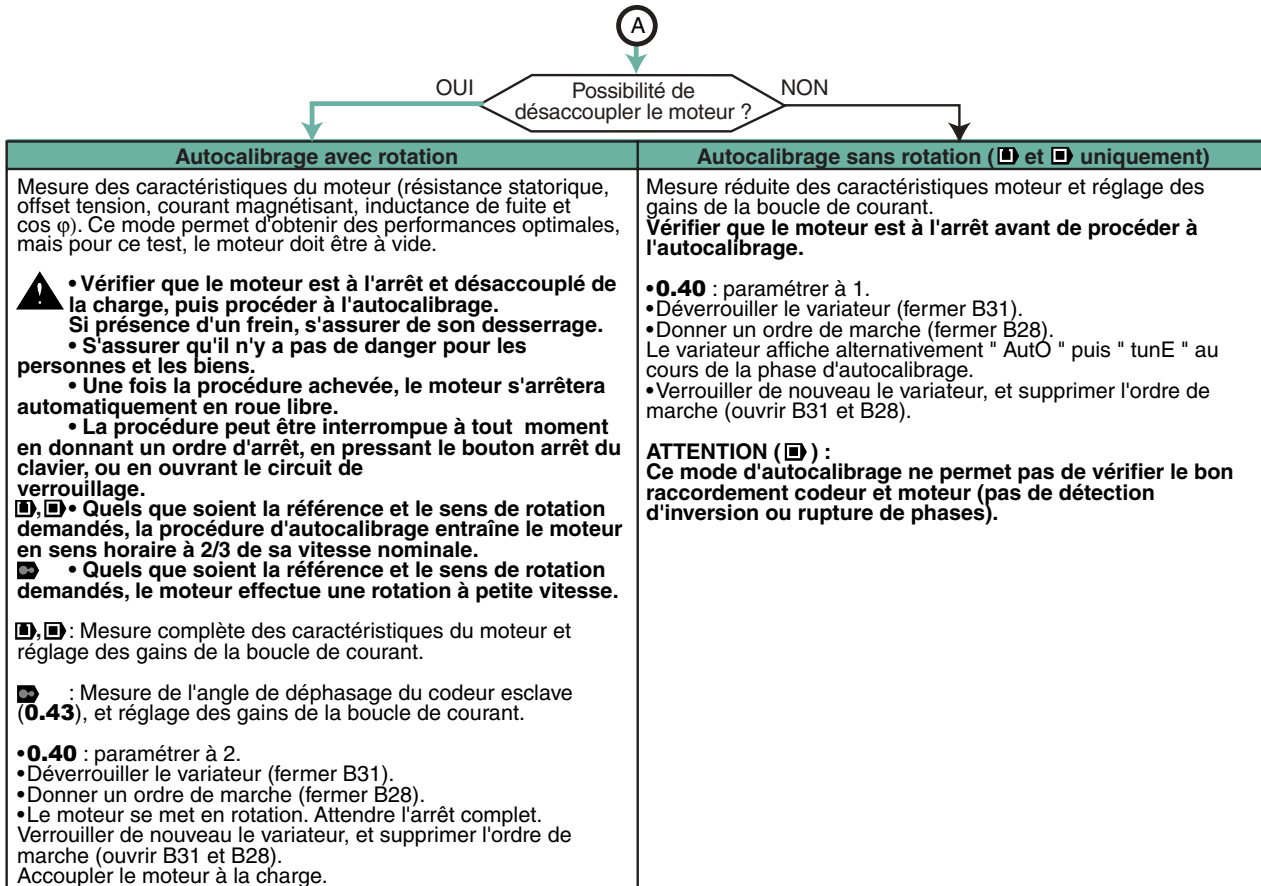 A
OUI
Possibilité de
désaccoupler le moteur ?
NON
Autocalibrage avec rotation
Mesure des caractéristiques du moteur (résistance statorique,
offset tension, courant magnétisant, inductance de fuite et
cos φ). Ce mode permet d'obtenir des performances optimales,
mais pour ce test, le moteur doit être à vide.
• Vérifier que le moteur est à l'arrêt et désaccouplé de
la charge, puis procéder à l'autocalibrage.
Si présence d'un frein, s'assurer de son desserrage.
• S'assurer qu'il n'y a pas de danger pour les
personnes et les biens.
• Une fois la procédure achevée, le moteur s'arrêtera
automatiquement en roue libre.
• La procédure peut être interrompue à tout moment
en donnant un ordre d'arrêt, en pressant le bouton arrêt du
clavier, ou en ouvrant le circuit de
verrouillage.
, • Quels que soient la référence et le sens de rotation
demandés, la procédure d'autocalibrage entraîne le moteur
en sens horaire à 2/3 de sa vitesse nominale.
• Quels que soient la référence et le sens de rotation
demandés, le moteur effectue une rotation à petite vitesse.
, : Mesure complète des caractéristiques du moteur et
réglage des gains de la boucle de courant.
: Mesure de l'angle de déphasage du codeur esclave
(0.43), et réglage des gains de la boucle de courant.
•0.40 : paramétrer à 2.
•Déverrouiller le variateur (fermer B31).
•Donner un ordre de marche (fermer B28).
•Le moteur se met en rotation. Attendre l'arrêt complet.
Verrouiller de nouveau le variateur, et supprimer l'ordre de
marche (ouvrir B31 et B28).
Accoupler le moteur à la charge.
Autocalibrage sans rotation ( et uniquement)
Mesure réduite des caractéristiques moteur et réglage des
gains de la boucle de courant.
Vérifier que le moteur est à l'arrêt avant de procéder à
l'autocalibrage.
•0.40 : paramétrer à 1.
•Déverrouiller le variateur (fermer B31).
•Donner un ordre de marche (fermer B28).
Le variateur affiche alternativement " AutO " puis " tunE " au
cours de la phase d'autocalibrage.
•Verrouiller de nouveau le variateur, et supprimer l'ordre de
marche (ouvrir B31 et B28).
ATTENTION ( ) :
Ce mode d'autocalibrage ne permet pas de vérifier le bon
raccordement codeur et moteur (pas de détection
d'inversion ou rupture de phases).